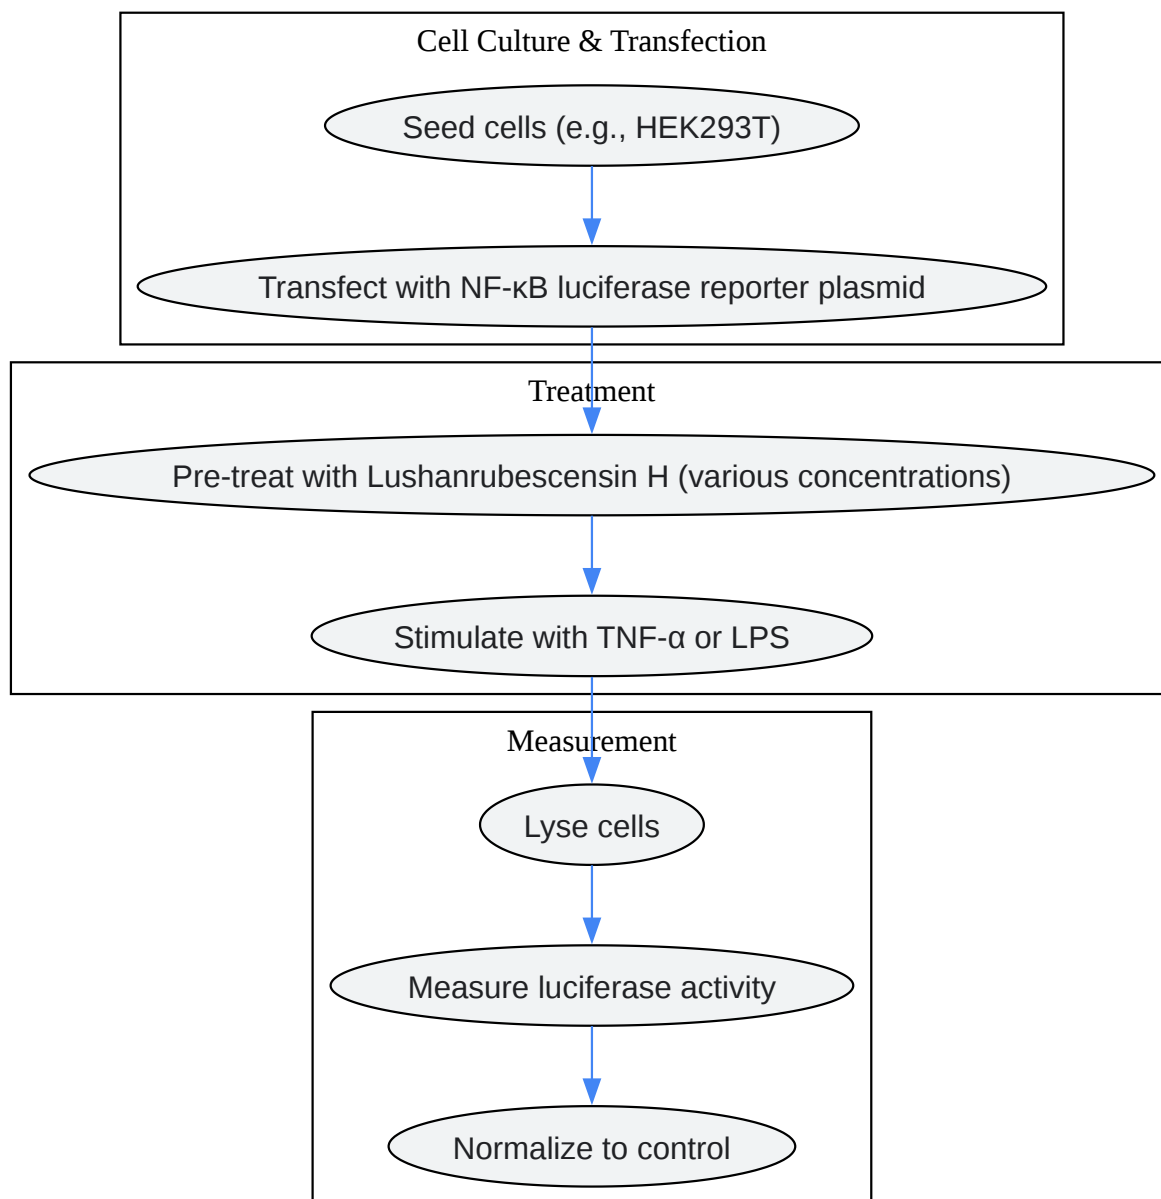 Cell Culture & Transfection
Seed cells (e.g., HEK293T)
Transfect with NF-κB luciferase reporter plasmid
Treatment
Pre-treat with Lushanrubescensin H (various concentrations)
Stimulate with TNF-α or LPS
Measurement
Lyse cells
Measure luciferase activity
Normalize to control